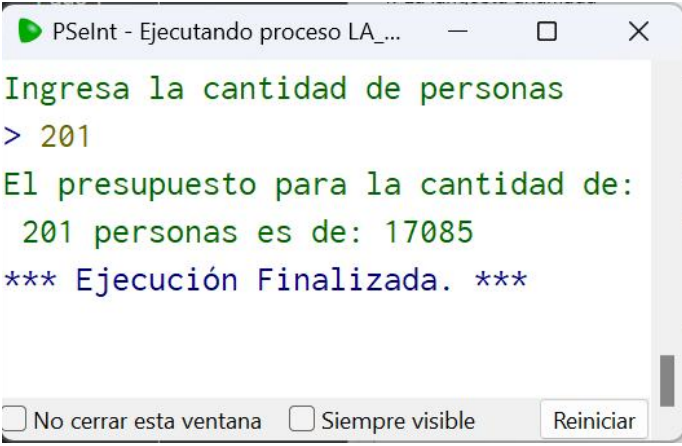 PSeInt - Ejecutando proceso LA_...
Ingresa la cantidad de personas
> 201
El presupuesto para la cantidad de:
201 personas es de: 17085
*** Ejecución Finalizada. ***
No cerrar esta ventana Siempre visible Reiniciar